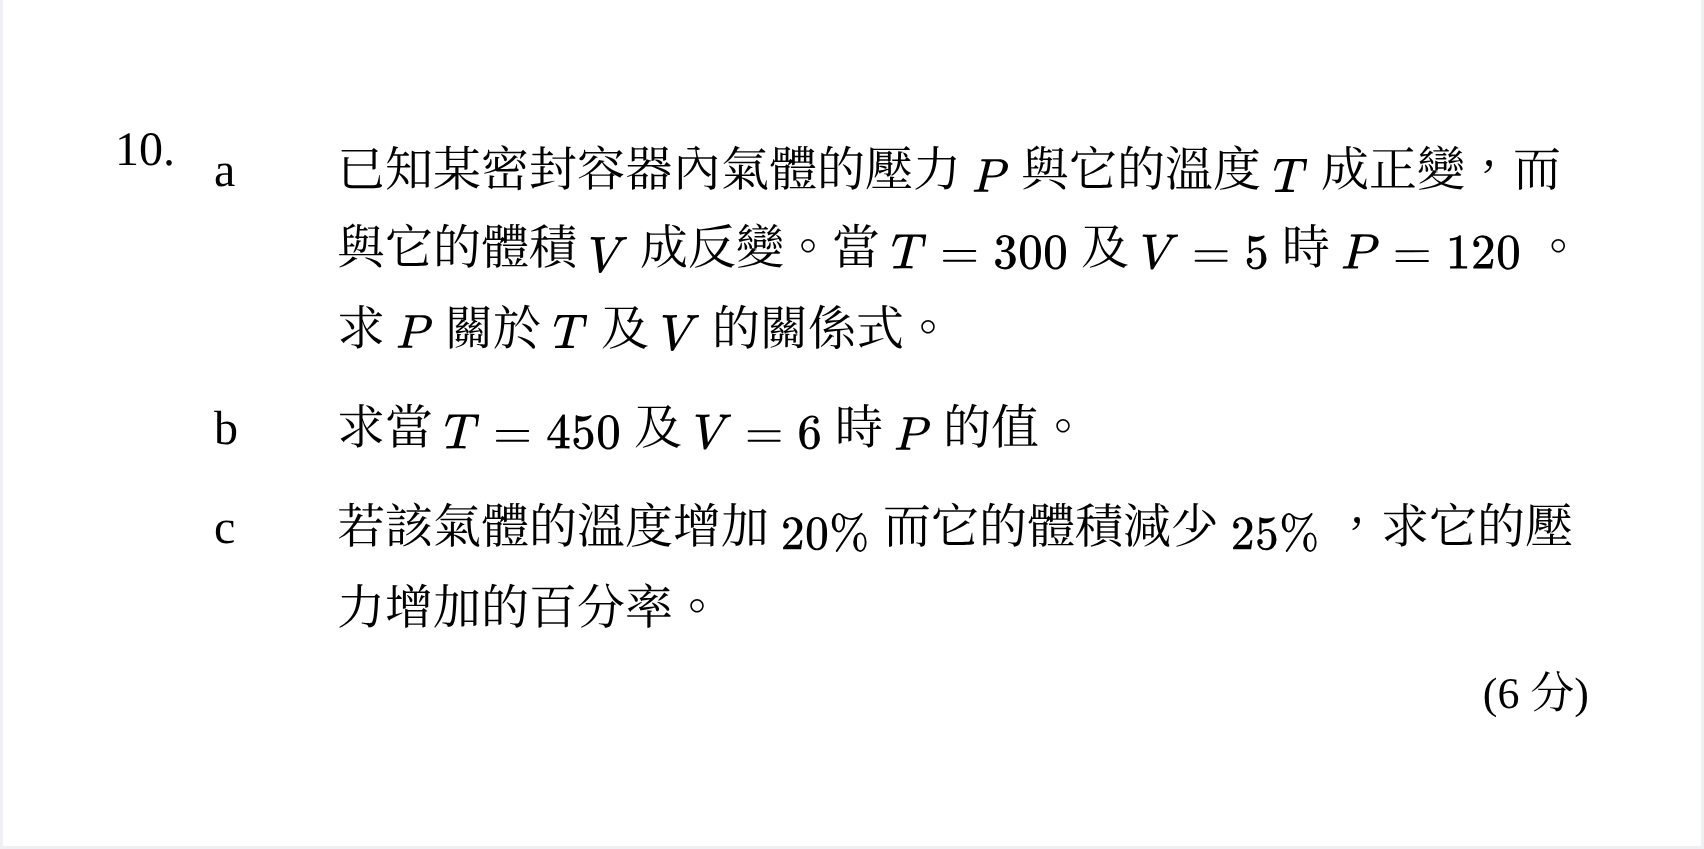 10. a 已知某密封容器內氣體的壓力 P 與它的溫度 T 成正變，而
與它的體積 V 成反變。當 T = 300 及 V = 5 時 P = 120 。
求 P 關於 T 及 V 的關係式。
b 求當 T = 450 及 V = 6 時 P 的值。
c 若該氣體的溫度增加 20% 而它的體積減少 25% ，求它的壓
力增加的百分率。
(6 分)